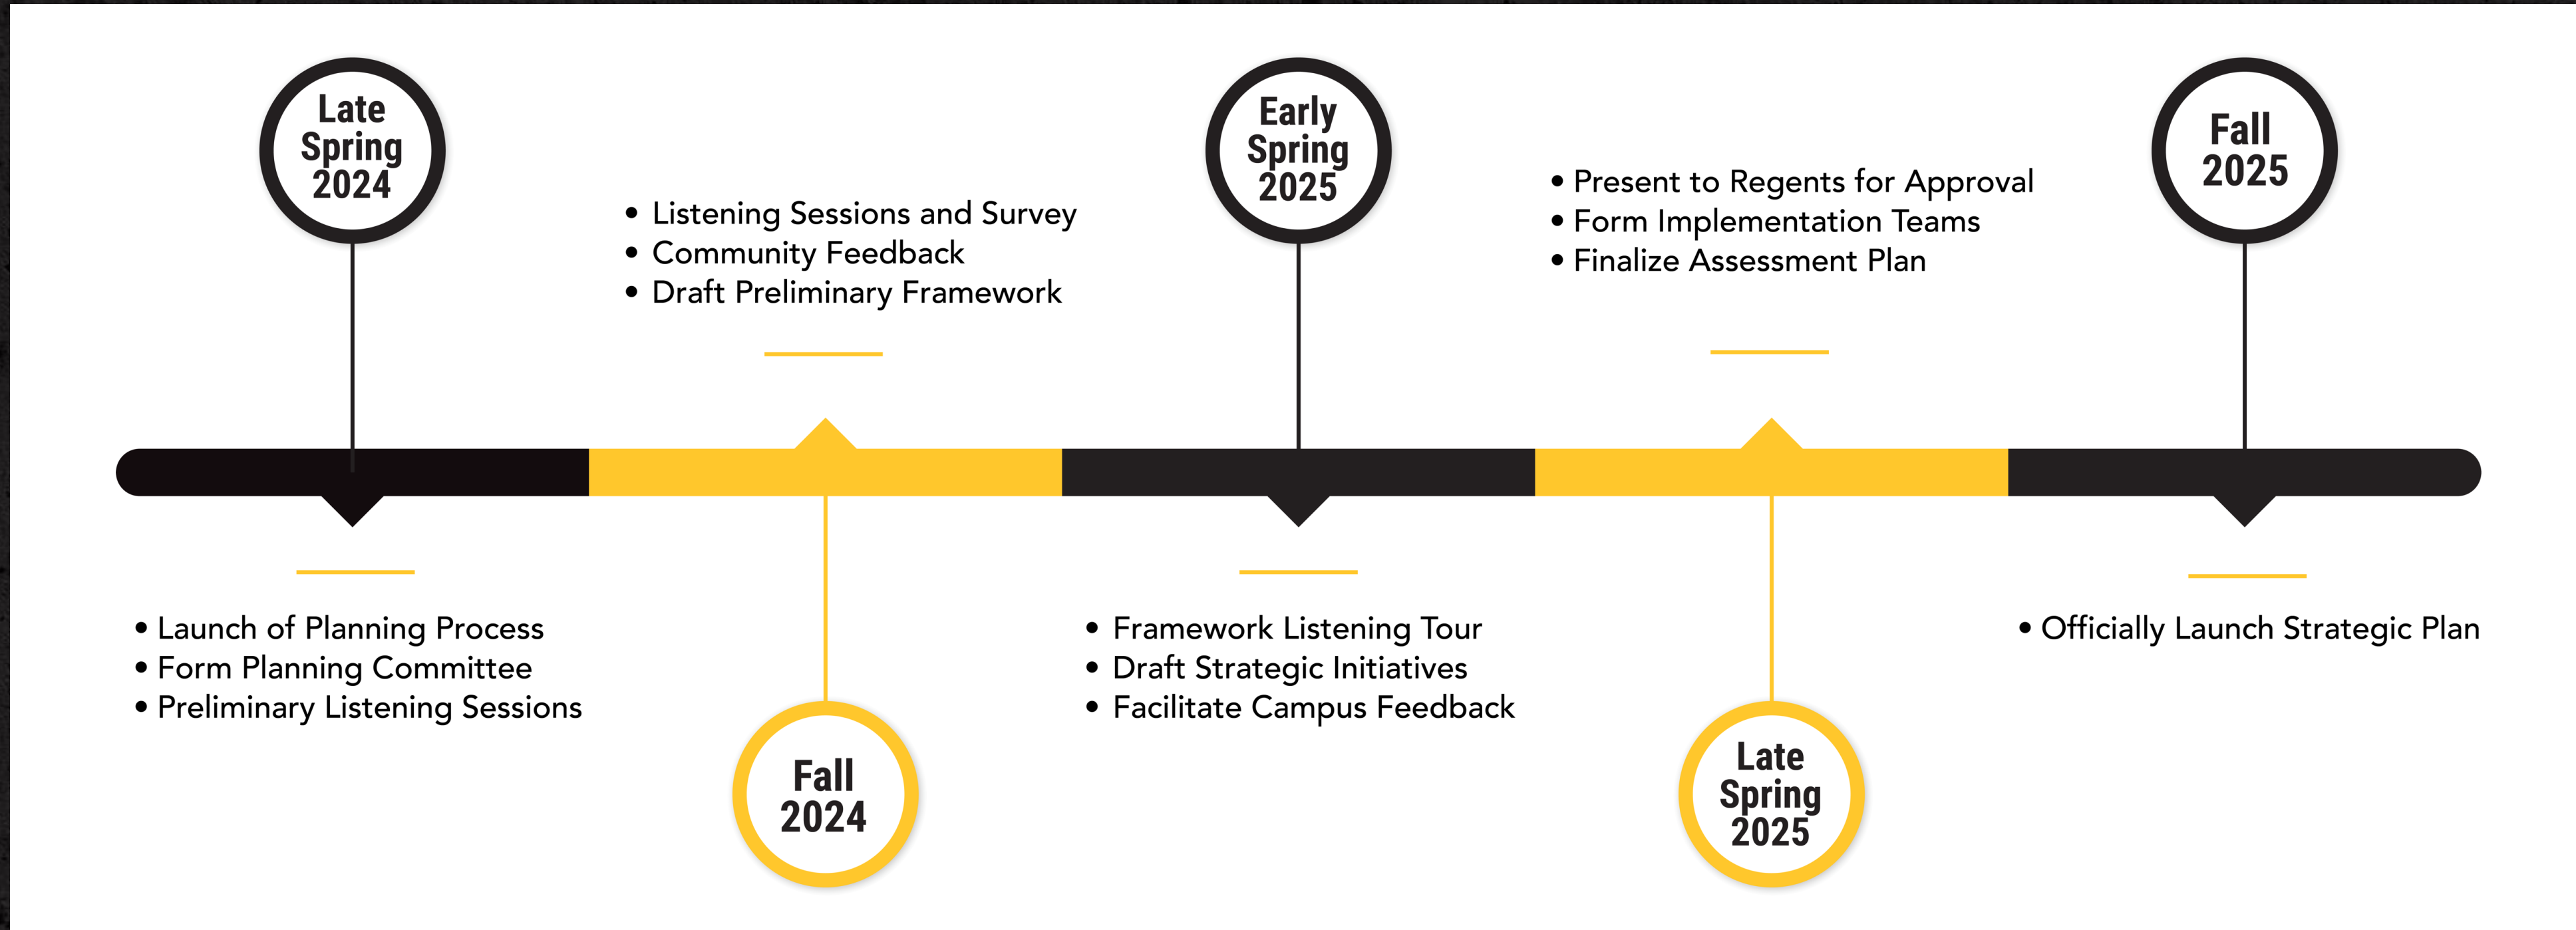 Late
Spring
2024
• Launch of Planning Process
• Form Planning Committee
• Preliminary Listening Sessions
• Listening Sessions and Survey
• Community Feedback
• Draft Preliminary Framework
Fall
2024
Early
Spring
2025
• Framework Listening Tour
• Draft Strategic Initiatives
• Facilitate Campus Feedback
• Present to Regents for Approval
• Form Implementation Teams
• Finalize Assessment Plan
Late
Spring
2025
Fall
2025
• Officially Launch Strategic Plan